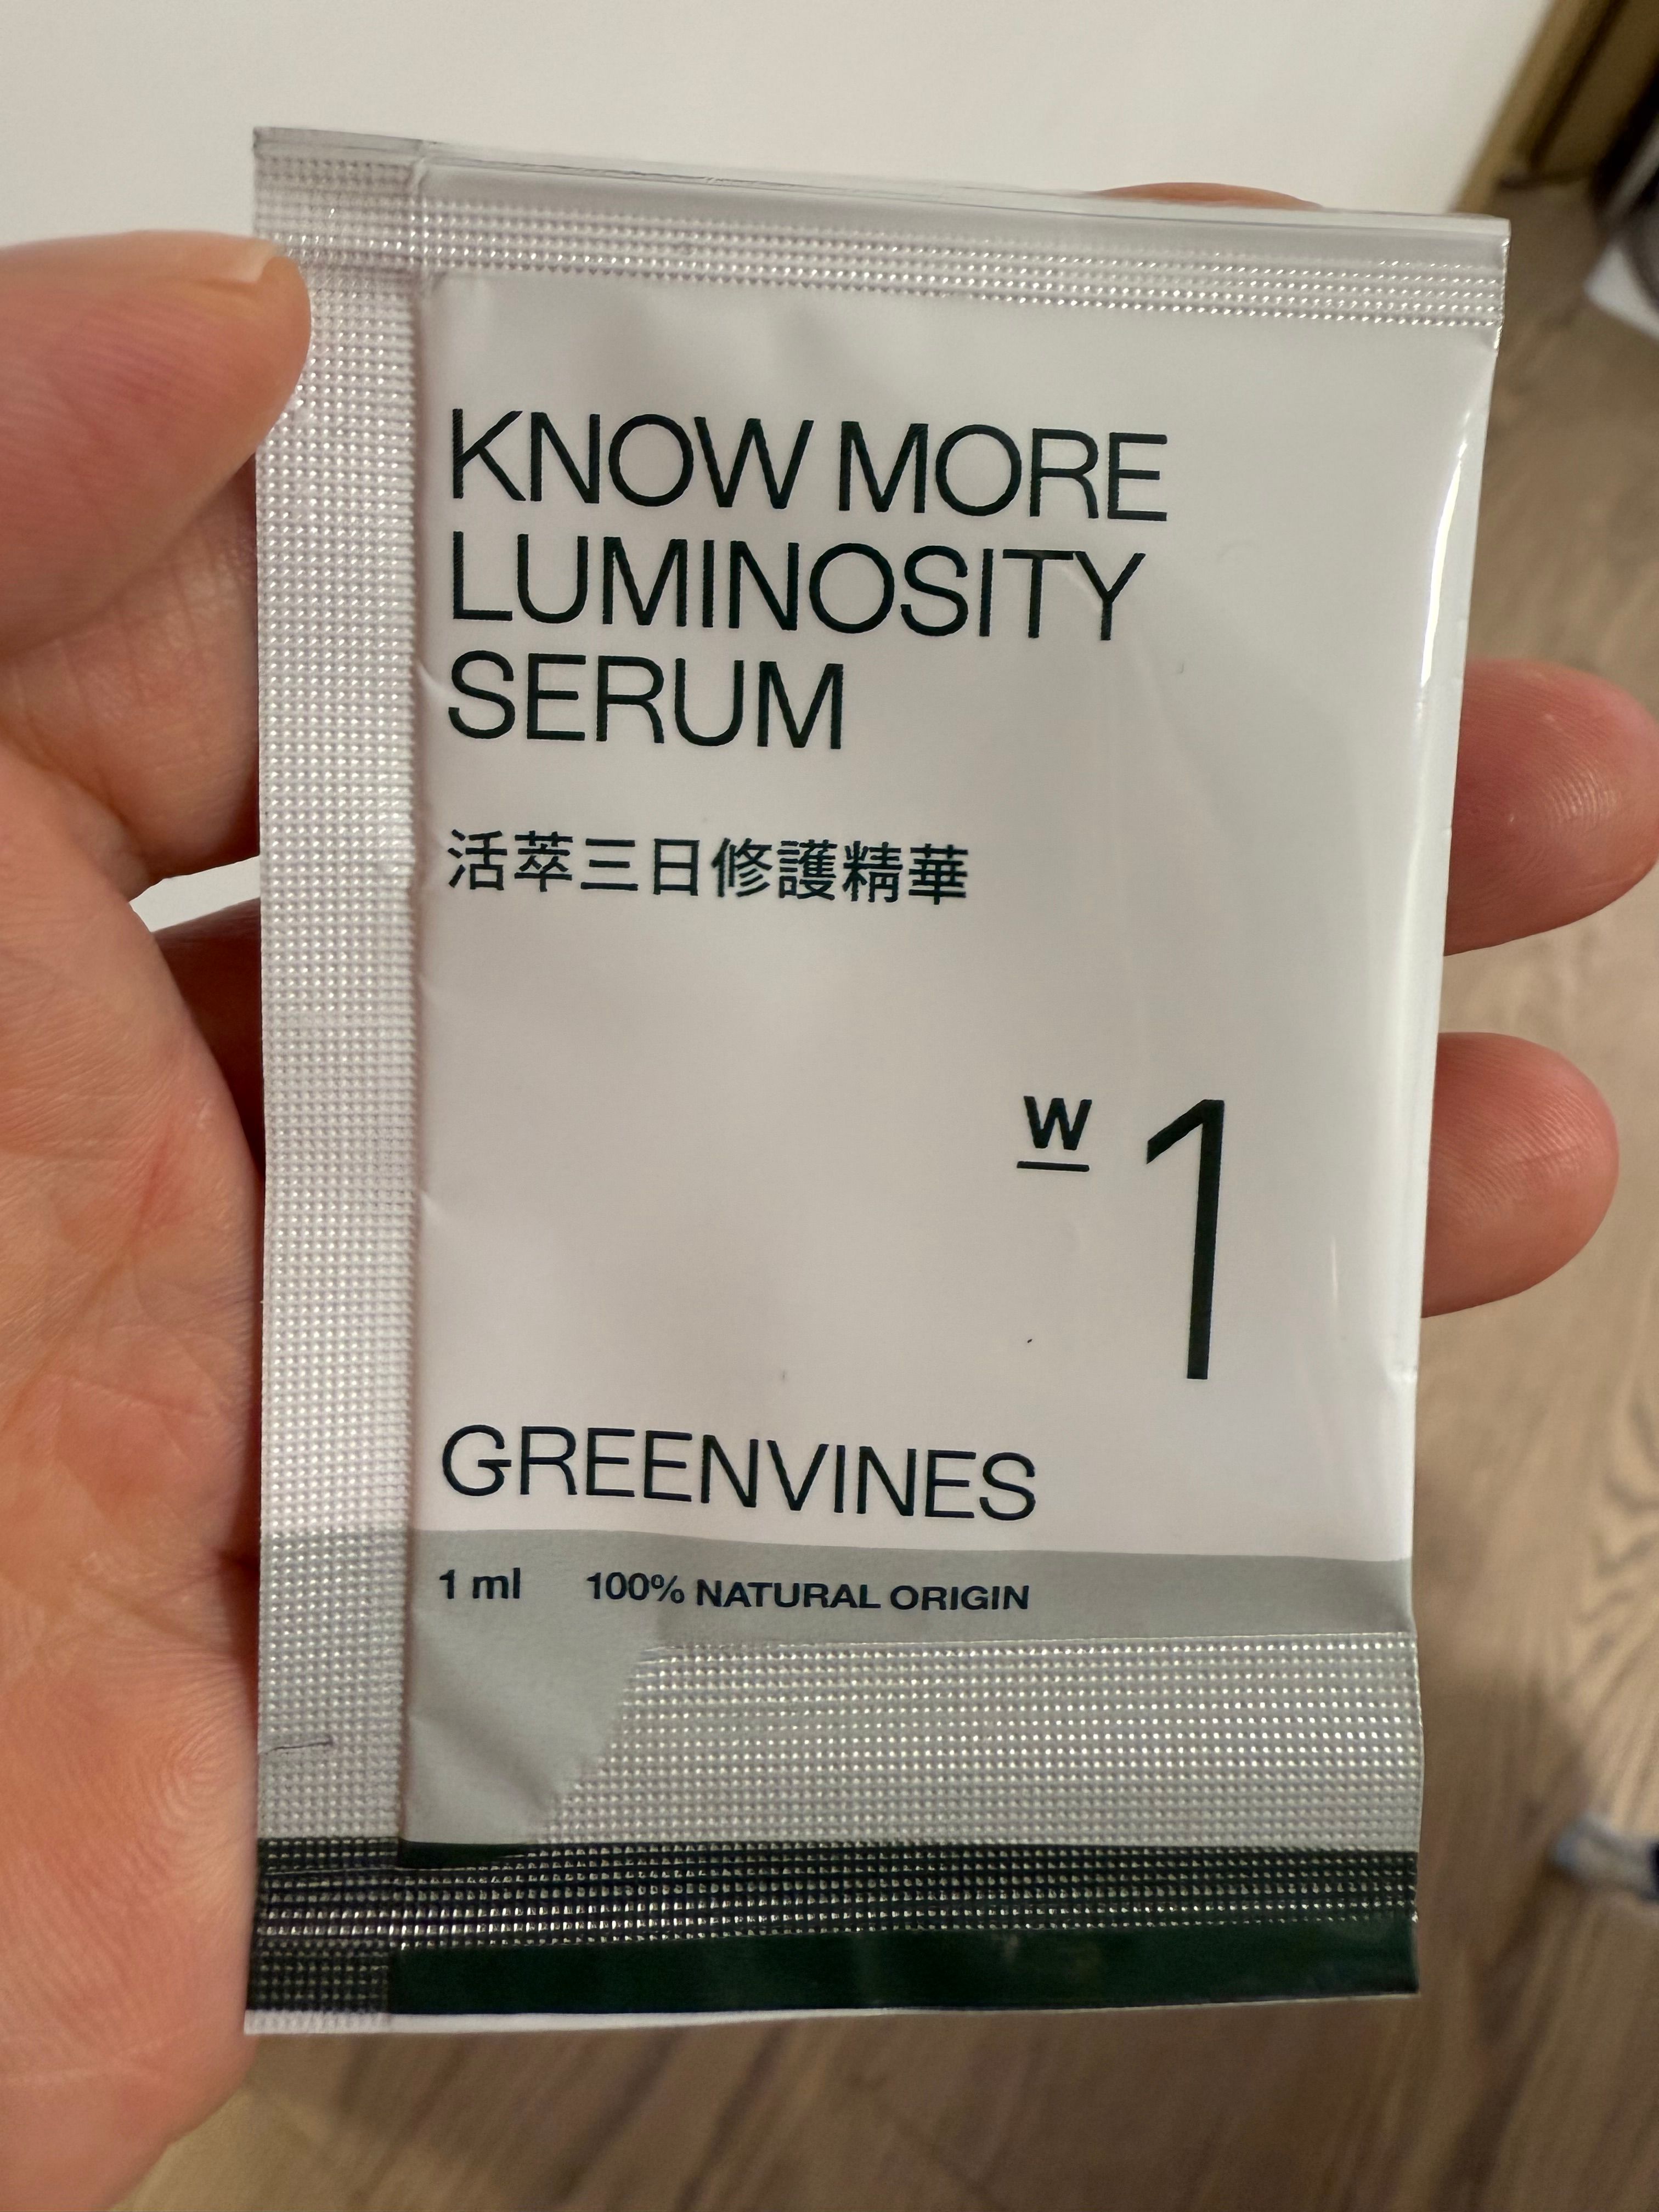 KNOW MORE
LUMINOSITY
SERUM
活萃三日修護精華
W 1
GREENVINES
1 ml 100% NATURAL ORIGIN